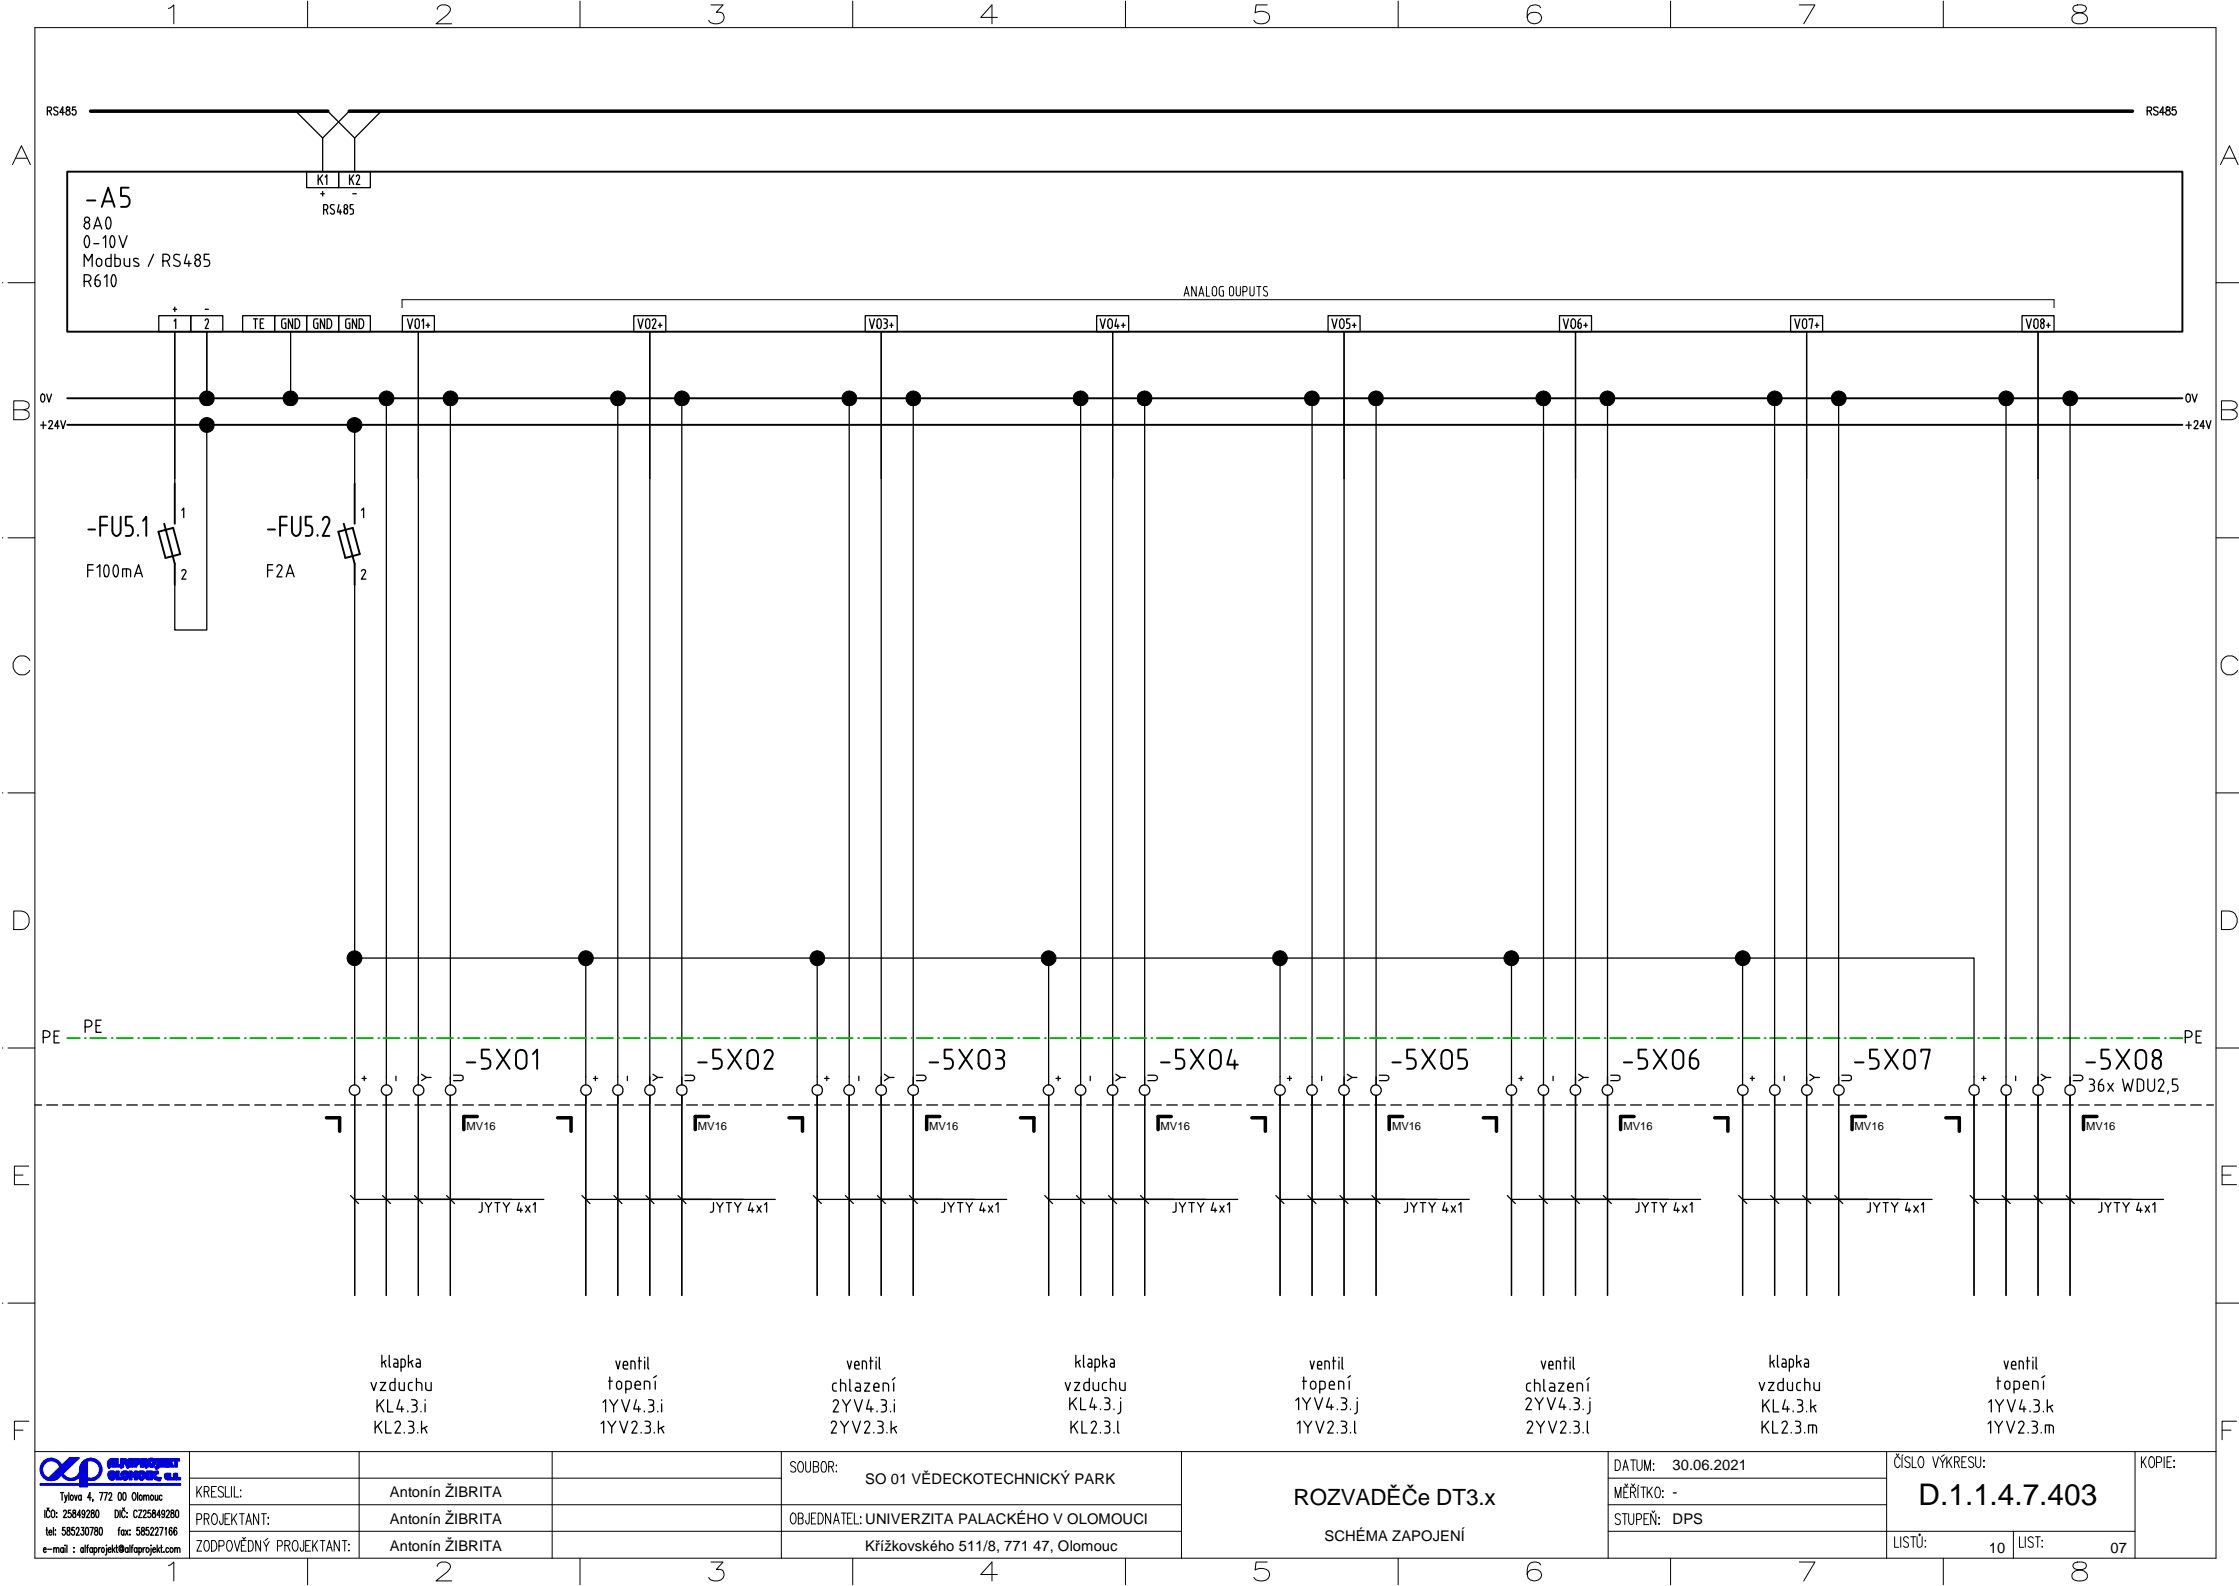 1 2 3 4 5 6 7 8
RS485 RS485
A A
K1 K2
+ -
RS485
-A5
8A0
0-10V
Modbus / RS485
R610
ANALOG OUPUTS
+ -
1 2 TE GND GND GND VO1+ VO2+ VO3+ VO4+ VO5+ VO6+ VO7+ VO8+
B B
0V 0V
+24V +24V
-FU5.1 1 -FU5.2 1
F100mA 2 F2A 2
C C
D D
PE PE PE
-5X01 -5X02 -5X03 -5X04 -5X05 -5X06 -5X07 -5X08
+ - Y U + - Y U + - Y U + - Y U + - Y U + - Y U + - Y U + - Y U
36x WDU2,5
MV16 MV16 MV16 MV16 MV16 MV16 MV16 MV16
E E
JYTY 4x1 JYTY 4x1 JYTY 4x1 JYTY 4x1 JYTY 4x1 JYTY 4x1 JYTY 4x1 JYTY 4x1
klapka ventil ventil klapka ventil ventil klapka ventil
vzduchu topení chlazení vzduchu topení chlazení vzduchu topení
KL4.3.i 1YV4.3.i 2YV4.3.i KL4.3.j 1YV4.3.j 2YV4.3.j KL4.3.k 1YV4.3.k
KL2.3.k 1YV2.3.k 2YV2.3.k KL2.3.l 1YV2.3.l 2YV2.3.l KL2.3.m 1YV2.3.m
F F
ALFAPROJEKT
OLOMOUC, a.s.
Tylova 4, 772 00 Olomouc
IČO: 25849280 DIČ: CZ25849280
tel: 585230780 fax: 585227166
e-mail : alfaprojekt@alfaprojekt.com
KRESLIL: Antonín ŽIBRITA
PROJEKTANT: Antonín ŽIBRITA
ZODPOVĚDNÝ PROJEKTANT: Antonín ŽIBRITA
SOUBOR: SO 01 VĚDECKOTECHNICKÝ PARK
OBJEDNATEL: UNIVERZITA PALACKÉHO V OLOMOUCI
Křížkovského 511/8, 771 47, Olomouc
ROZVADĚČe DT3.x
SCHÉMA ZAPOJENÍ
DATUM: 30.06.2021
MĚŘÍTKO: -
STUPEŇ: DPS
ČÍSLO VÝKRESU:
D.1.1.4.7.403
LISTŮ: 10 LIST: 07
KOPIE:
1 2 3 4 5 6 7 8